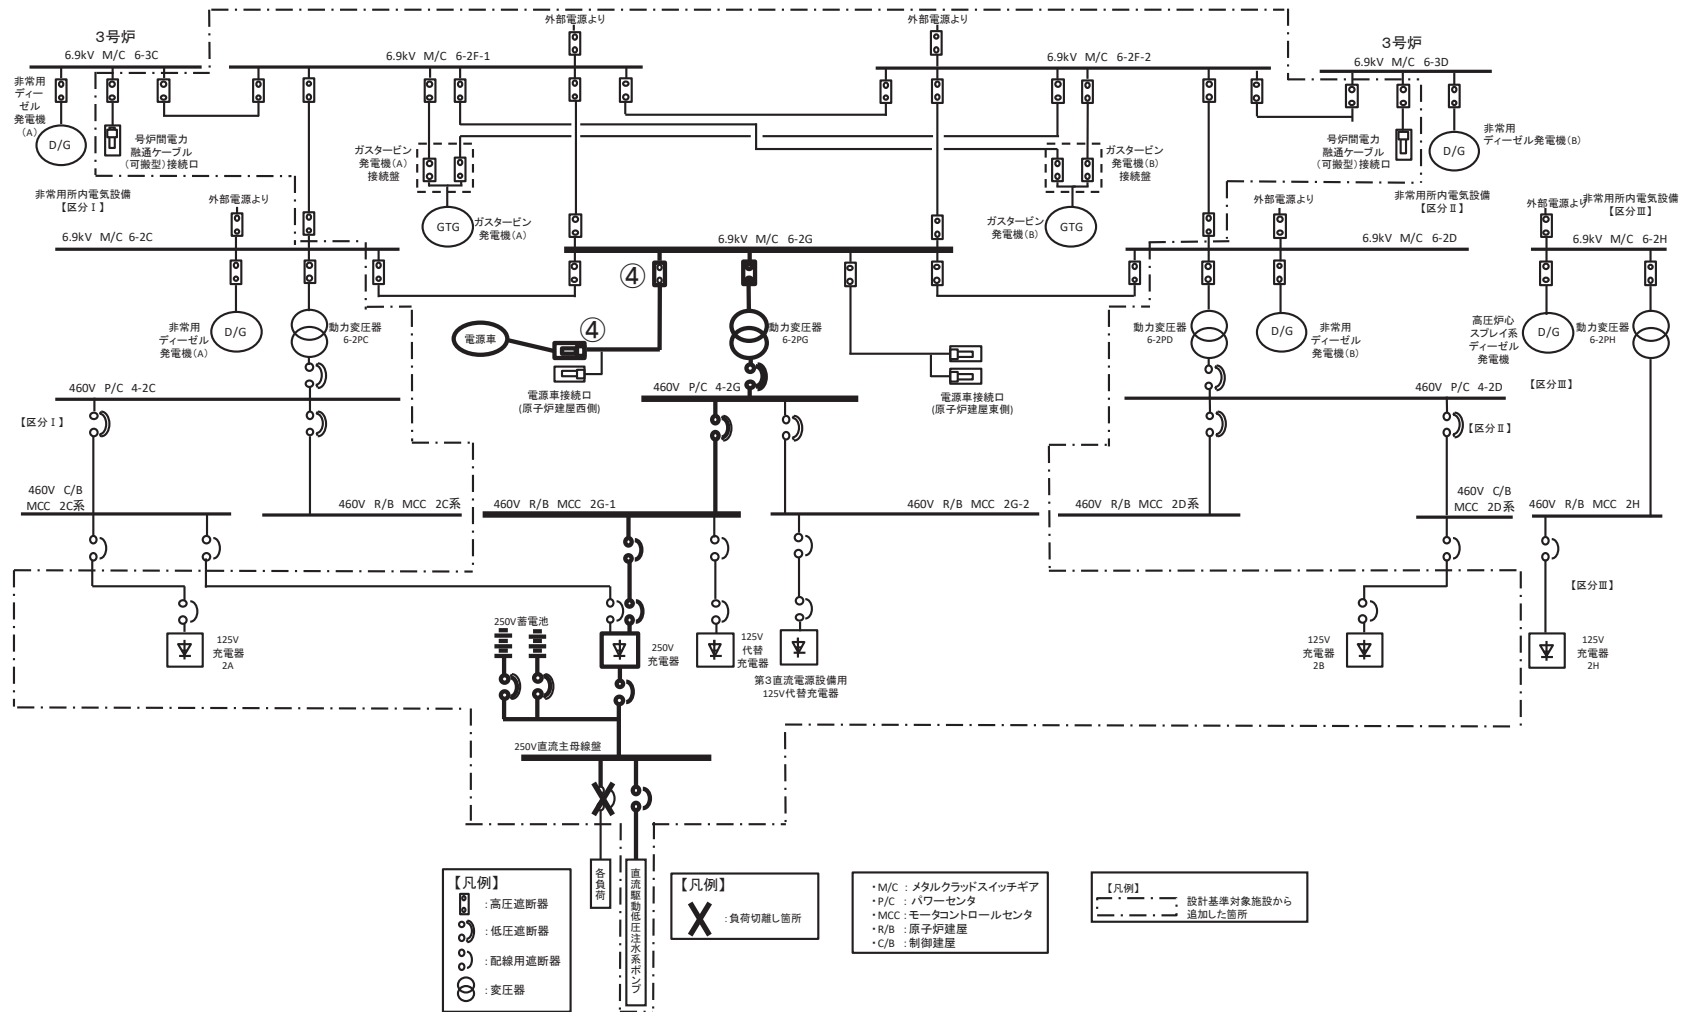 外部電源より
外部電源より
3号炉
6.9kV M/C 6-3C
6.9kV M/C 6-2F-1
6.9kV M/C 6-2F-2
3号炉
6.9kV M/C 6-3D
非常用
ディー
ゼル
発電機
(A)
D/G
号炉間電力
融通ケーブル
(可搬型)接続口
ガスタービン
発電機(A)
接続盤
GTG
ガスタービン
発電機(A)
ガスタービン
発電機(B)
接続盤
ガスタービン
発電機(B)
GTG
号炉間電力
融通ケーブル
(可搬型)接続口
D/G
非常用
ディーゼル発電機(B)
非常用所内電気設備
【区分Ⅰ】
外部電源より
6.9kV M/C 6-2C
6.9kV M/C 6-2G
外部電源より
非常用所内電気設備
【区分Ⅱ】
6.9kV M/C 6-2D
外部電源より
非常用所内電気設備
【区分Ⅲ】
6.9kV M/C 6-2H
④
④
電源車
非常用
ディーゼル
発電機(A)
D/G
動力変圧器
6-2PC
動力変圧器
6-2PG
動力変圧器
6-2PD
D/G
非常用
ディーゼル
発電機(B)
高圧炉心
スプレイ系
ディーゼル
発電機
D/G
動力変圧器
6-2PH
460V P/C 4-2C
電源車接続口
(原子炉建屋西側)
460V P/C 4-2G
電源車接続口
(原子炉建屋東側)
460V P/C 4-2D
【区分Ⅲ】
【区分Ⅰ】
【区分Ⅱ】
460V C/B
MCC 2C系
460V R/B MCC 2C系
460V R/B MCC 2G-1
460V R/B MCC 2G-2
460V R/B MCC 2D系
460V C/B
MCC 2D系
460V R/B MCC 2H
【区分Ⅲ】
125V
充電器
2A
250V蓄電池
250V
充電器
125V
代替
充電器
第3直流電源設備用
125V代替充電器
125V
充電器
2B
125V
充電器
2H
250V直流主母線盤
各負荷
直流駆動低圧注水系ポンプ
【凡例】
:高圧遮断器
:低圧遮断器
:配線用遮断器
:変圧器
【凡例】
:負荷切離し箇所
・M/C :メタルクラッドスイッチギア
・P/C :パワーセンタ
・MCC:モータコントロールセンタ
・R/B :原子炉建屋
・C/B :制御建屋
【凡例】
:設計基準対象施設から
追加した箇所